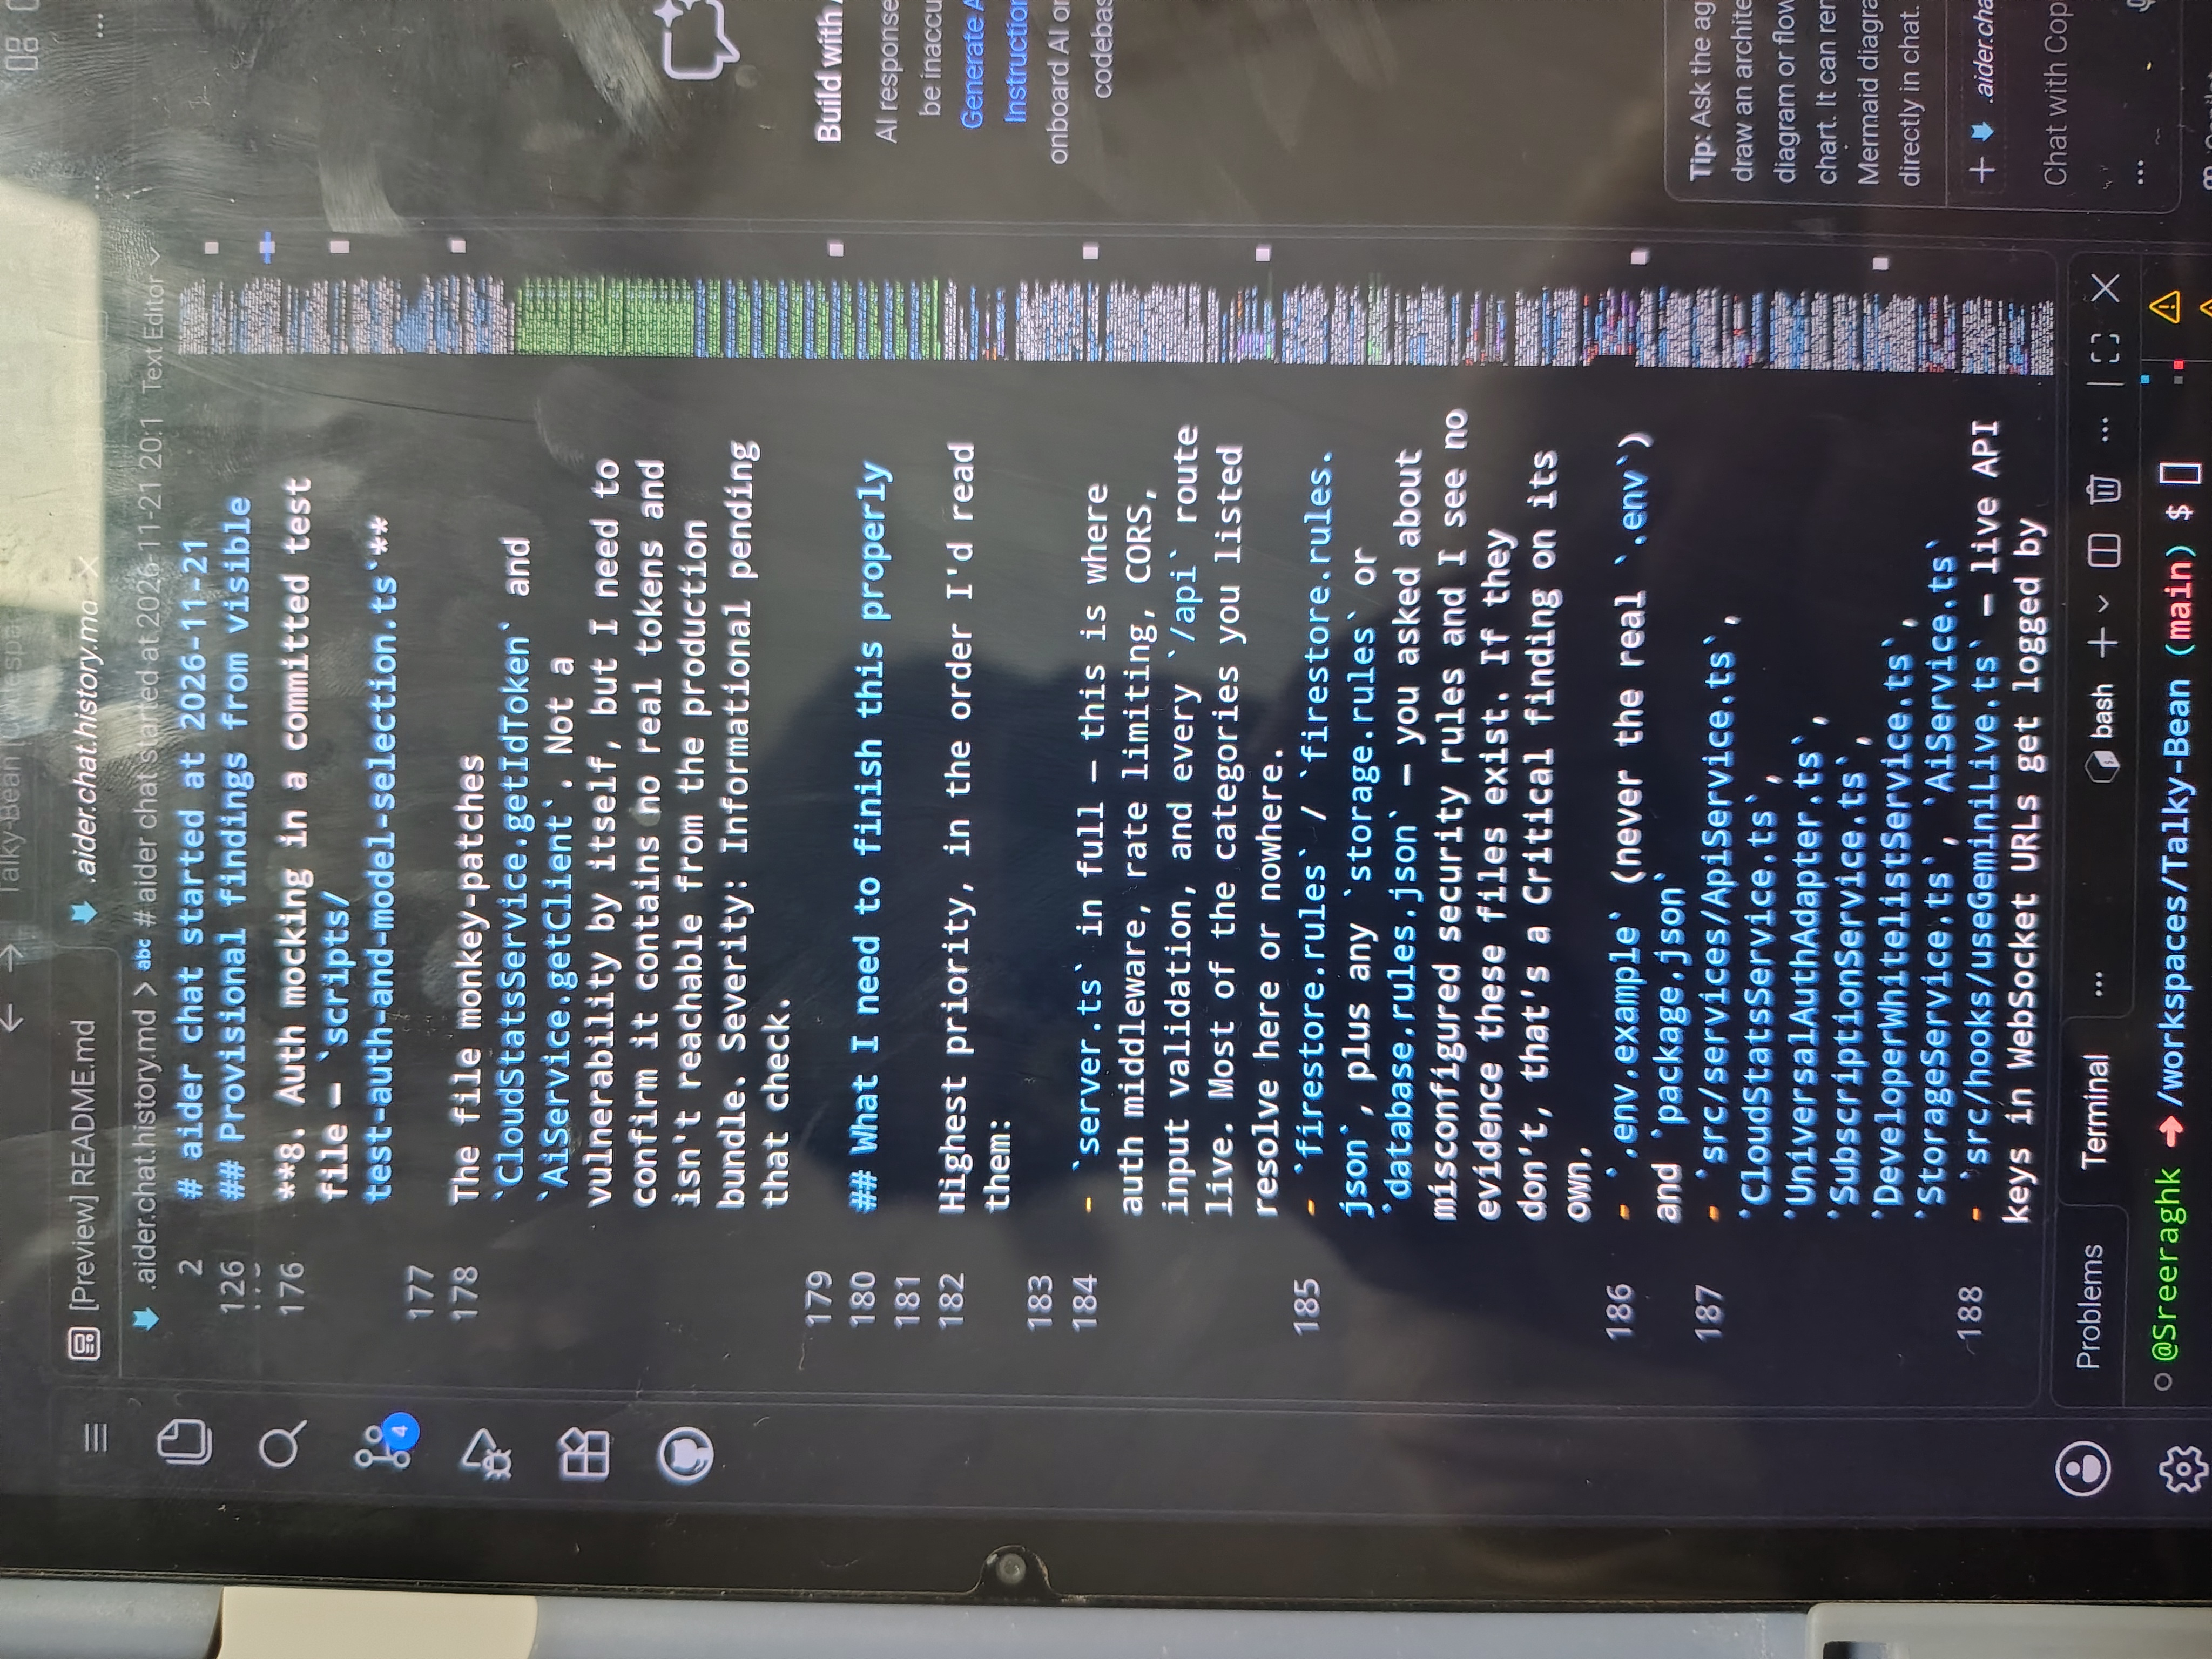 Talky-Bean [Codespa
[Preview] README.md
.aider.chat.history.md
.aider.chat.history.md > abc # aider chat started at 2026-11-21 20:1 Text Editor
2 # aider chat started at 2026-11-21
126 ## Provisional findings from visible
176 **8. Auth mocking in a committed test
file — `scripts/
test-auth-and-model-selection.ts`**
177
178 The file monkey-patches
`CloudStatsService.getIdToken` and
`AiService.getClient`. Not a
vulnerability by itself, but I need to
confirm it contains no real tokens and
isn't reachable from the production
bundle. Severity: Informational pending
that check.
179
180 ## What I need to finish this properly
181
182 Highest priority, in the order I'd read
them:
183
184 - `server.ts` in full — this is where
auth middleware, rate limiting, CORS,
input validation, and every `/api` route
live. Most of the categories you listed
resolve here or nowhere.
185 - `firestore.rules` / `firestore.rules.
json`, plus any `storage.rules` or
`database.rules.json` — you asked about
misconfigured security rules and I see no
evidence these files exist. If they
don't, that's a Critical finding on its
own.
186 - `.env.example` (never the real `.env`)
and `package.json`
187 - `src/services/ApiService.ts`,
`CloudStatsService.ts`,
`UniversalAuthAdapter.ts`,
`SubscriptionService.ts`,
`DeveloperWhitelistService.ts`,
`StorageService.ts`, `AiService.ts`
188 - `src/hooks/useGeminiLive.ts` — live API
keys in WebSocket URLs get logged by
4
Build with
AI response
be inaccu
Generate A
Instruction
onboard AI or
codebas
Tip: Ask the ag
draw an archite
diagram or flow
chart. It can ren
Mermaid diagra
directly in chat.
.aider.cha
Chat with Cop
Problems
Terminal
bash
@Sreeraghk ➜ /workspaces/Talky-Bean (main) $